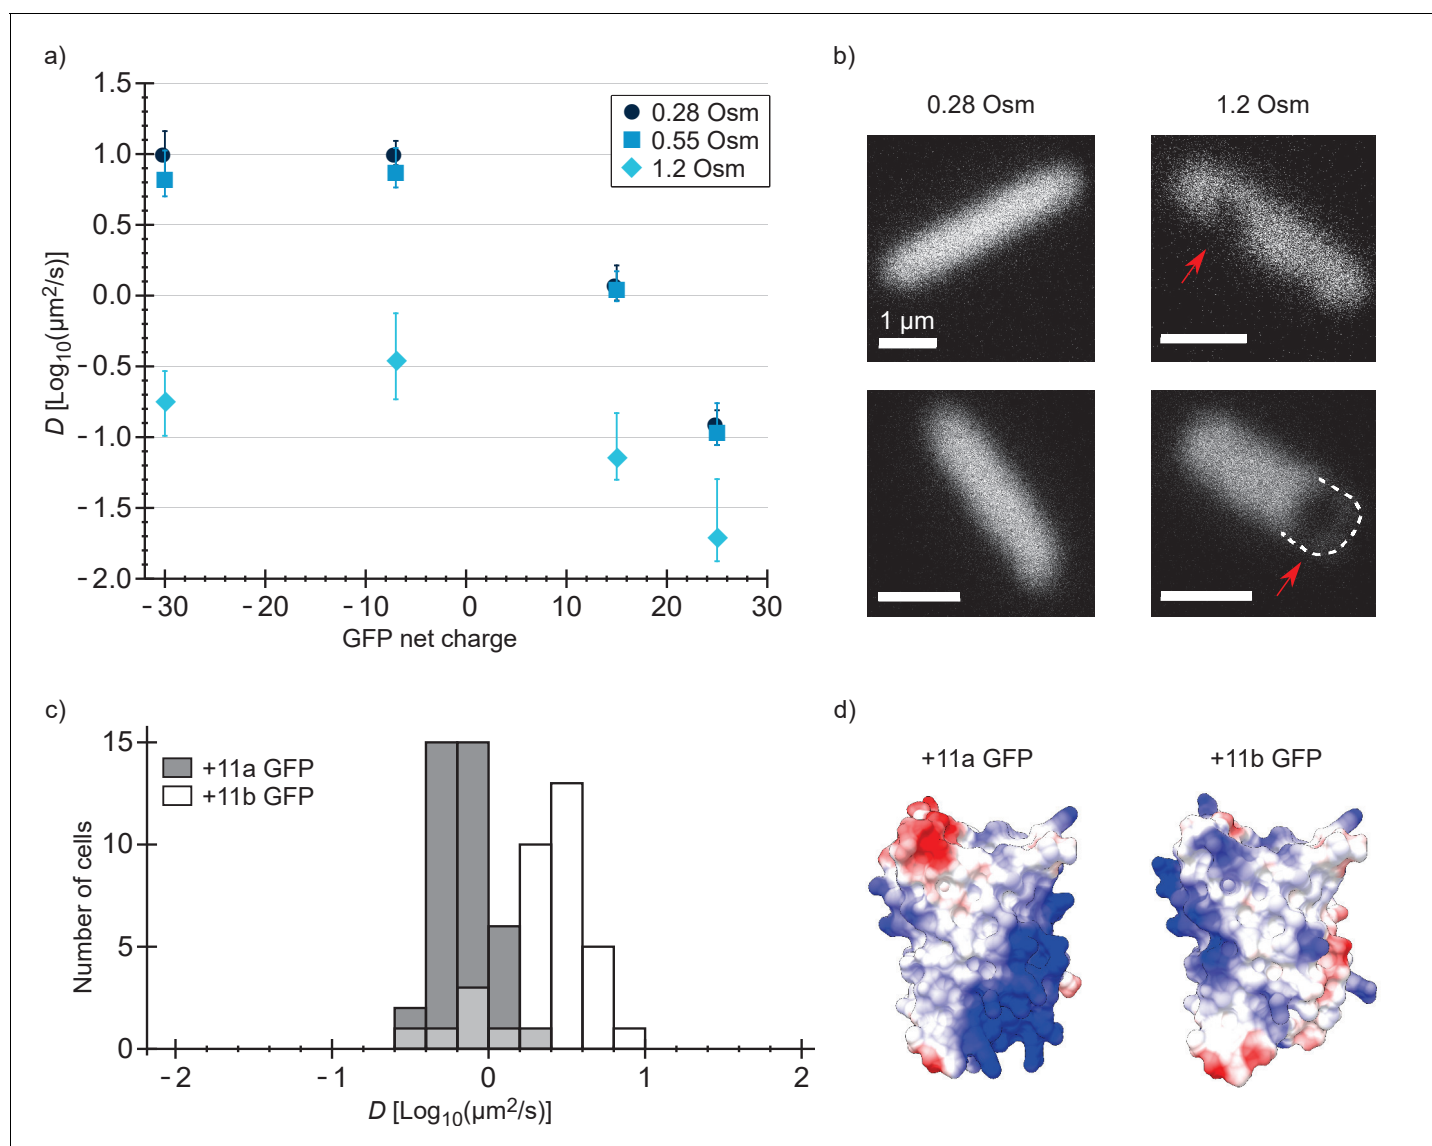 a)
D [Log10(μm2/s)]
1.5
1.0
0.5
0.0
-0.5
-1.0
-1.5
-2.0
-30 -20 -10 0 10 20 30
GFP net charge
0.28 Osm
0.55 Osm
1.2 Osm
b)
0.28 Osm 1.2 Osm
1 μm
c)
Number of cells
15
10
5
0
+11a GFP
+11b GFP
-2 -1 0 1 2
D [Log10(μm2/s)]
d)
+11a GFP +11b GFP